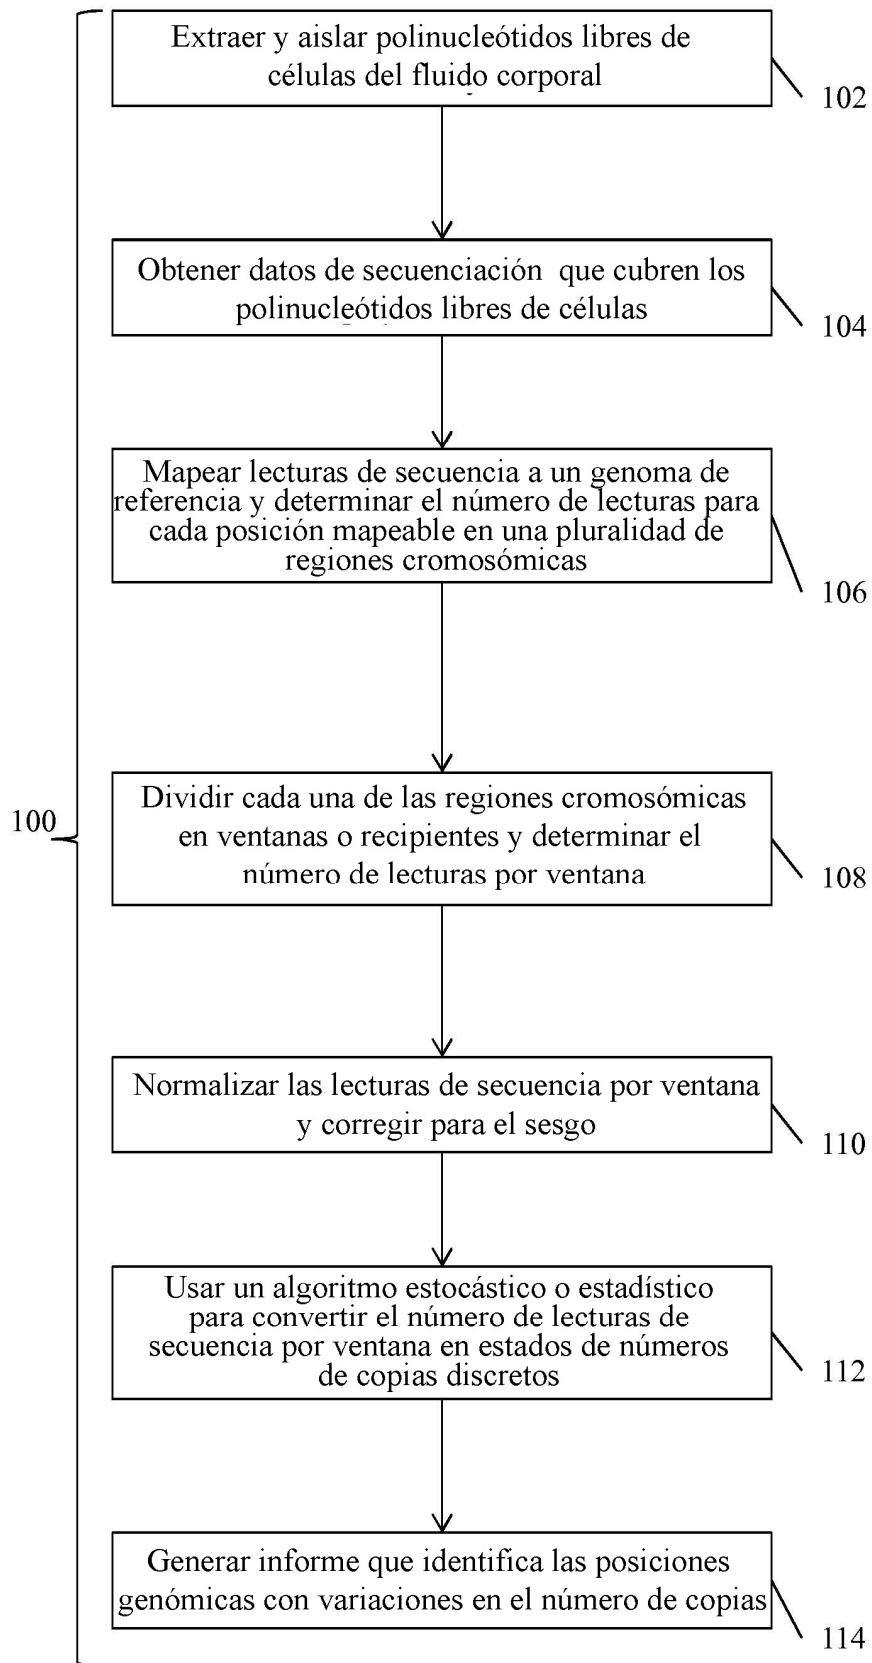 Extraer y aislar polinucleótidos libres de
células del fluido corporal
102
Obtener datos de secuenciación que cubren los
polinucleótidos libres de células
104
Mapear lecturas de secuencia a un genoma de
referencia y determinar el número de lecturas para
cada posición mapeable en una pluralidad de
regiones cromosómicas
106
100
Dividir cada una de las regiones cromosómicas
en ventanas o recipientes y determinar el
número de lecturas por ventana
108
Normalizar las lecturas de secuencia por ventana
y corregir para el sesgo
110
Usar un algoritmo estocástico o estadístico
para convertir el número de lecturas de
secuencia por ventana en estados de números
de copias discretos
112
Generar informe que identifica las posiciones
genómicas con variaciones en el número de copias
114